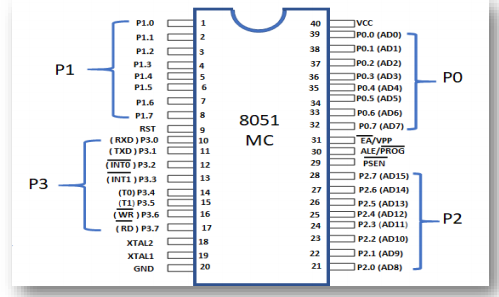 P1
P1.0 1
P1.1 2
P1.2 3
P1.3 4
P1.4 5
P1.5 6
P1.6 7
P1.7 8
RST 9
P3
(RXD) P3.0 10
(TXD) P3.1 11
(INT0) P3.2 12
(INT1) P3.3 13
(T0) P3.4 14
(T1) P3.5 15
(WR) P3.6 16
(RD) P3.7 17
XTAL2 18
XTAL1 19
GND 20
8051
MC
40 VCC
39 P0.0 (AD0)
38 P0.1 (AD1)
37 P0.2 (AD2)
36 P0.3 (AD3)
35 P0.4 (AD4)
34 P0.5 (AD5)
33 P0.6 (AD6)
32 P0.7 (AD7)
P0
31 EA/VPP
30 ALE/PROG
29 PSEN
28 P2.7 (AD15)
27 P2.6 (AD14)
26 P2.5 (AD13)
25 P2.4 (AD12)
24 P2.3 (AD11)
23 P2.2 (AD10)
22 P2.1 (AD9)
21 P2.0 (AD8)
P2